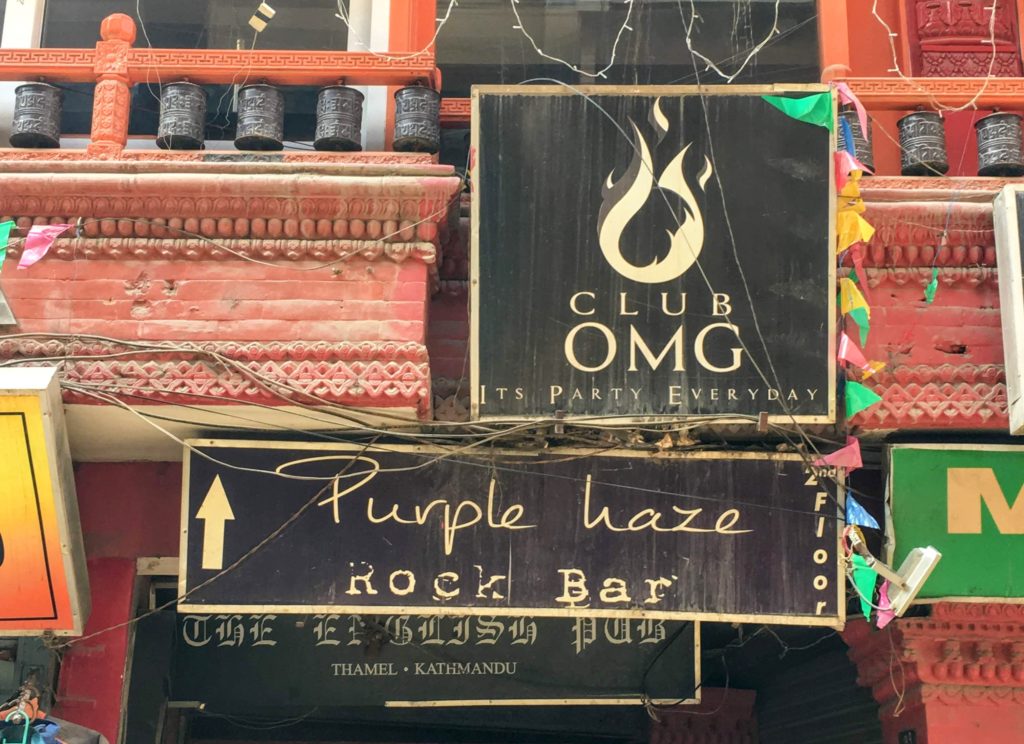 CLUB
OMG
ITS PARTY EVERYDAY
Purple haze
Rock Bar
2nd Floor
THE ENGLISH PUB
THAMEL • KATHMANDU
M